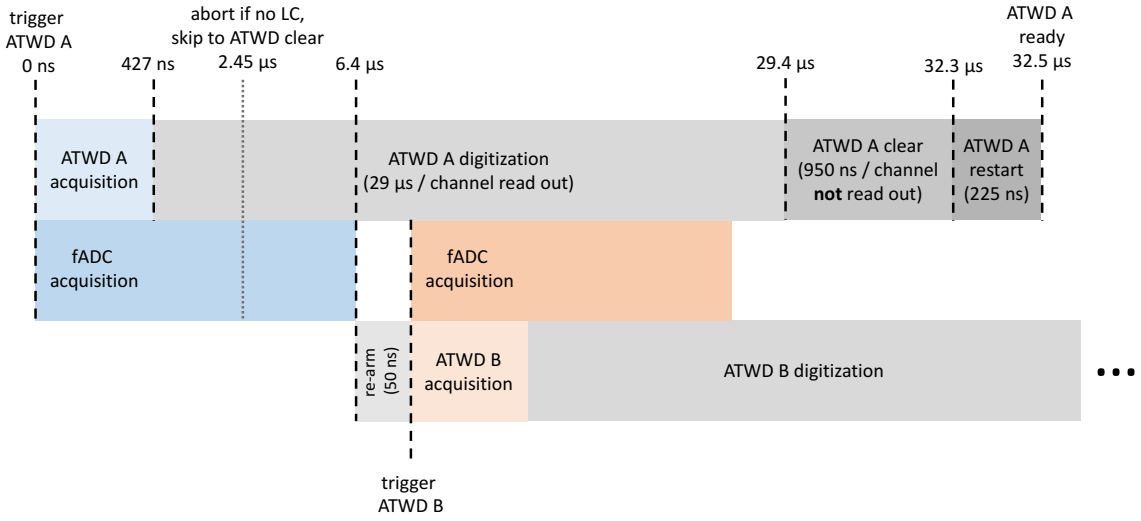 trigger
ATWD A
0 ns
427 ns
abort if no LC,
skip to ATWD clear
2.45 µs
6.4 µs
29.4 µs
32.3 µs
ATWD A
ready
32.5 µs
ATWD A
acquisition
ATWD A digitization
(29 µs / channel read out)
ATWD A clear
(950 ns / channel
not read out)
ATWD A
restart
(225 ns)
fADC
acquisition
fADC
acquisition
re-arm
(50 ns)
ATWD B
acquisition
ATWD B digitization
...
trigger
ATWD B